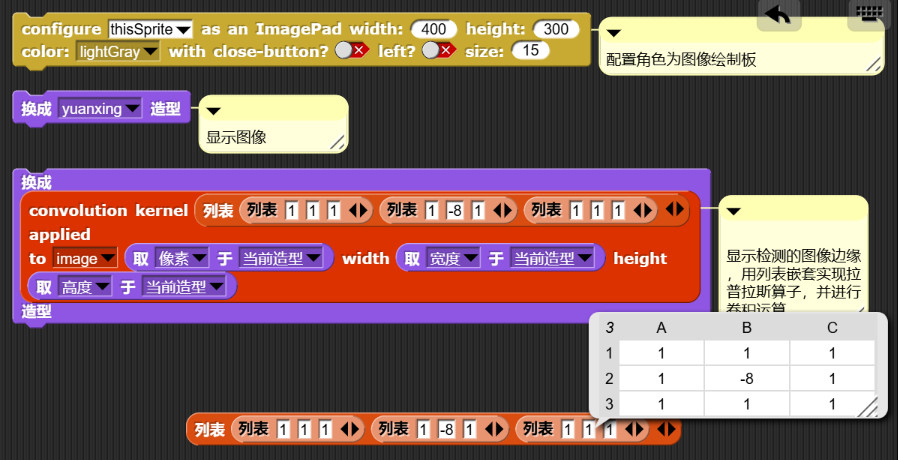 configure thisSprite as an ImagePad width: 400 height: 300
color: lightGray with close-button? left? size: 15
配置角色为图像绘制板
换成 yuanxing 造型
显示图像
换成
convolution kernel 列表 列表 1 1 1 列表 1 -8 1 列表 1 1 1
applied
to image 取 像素 于 当前造型 width 取 宽度 于 当前造型 height
取 高度 于 当前造型
造型
显示检测的图像边缘
，用列表嵌套实现拉
普拉斯算子，并进行
卷积运算
3 A B C
1 1 1 1
2 1 -8 1
3 1 1 1
列表 列表 1 1 1 列表 1 -8 1 列表 1 1 1